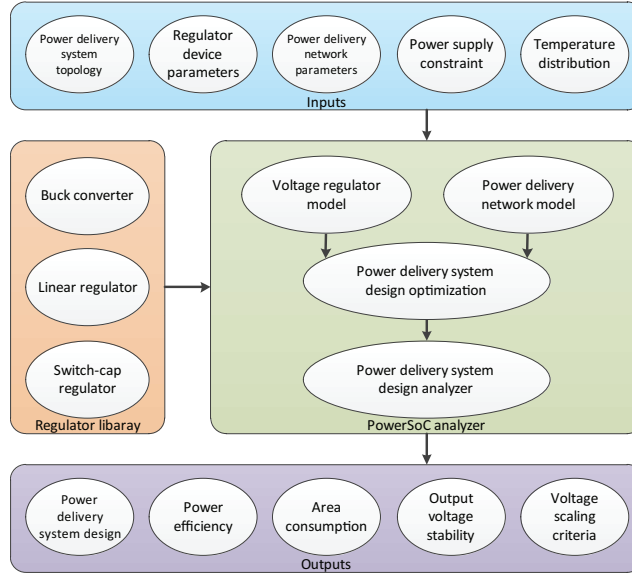 Power delivery
system
topology
Regulator
device
parameters
Power delivery
network
parameters
Power supply
constraint
Temperature
distribution
Inputs
Buck converter
Linear regulator
Switch-cap
regulator
Regulator libaray
Voltage regulator
model
Power delivery
network model
Power delivery system
design optimization
Power delivery system
design analyzer
PowerSoC analyzer
Power
delivery
system design
Power
efficiency
Area
consumption
Output
voltage
stability
Voltage
scaling
criteria
Outputs